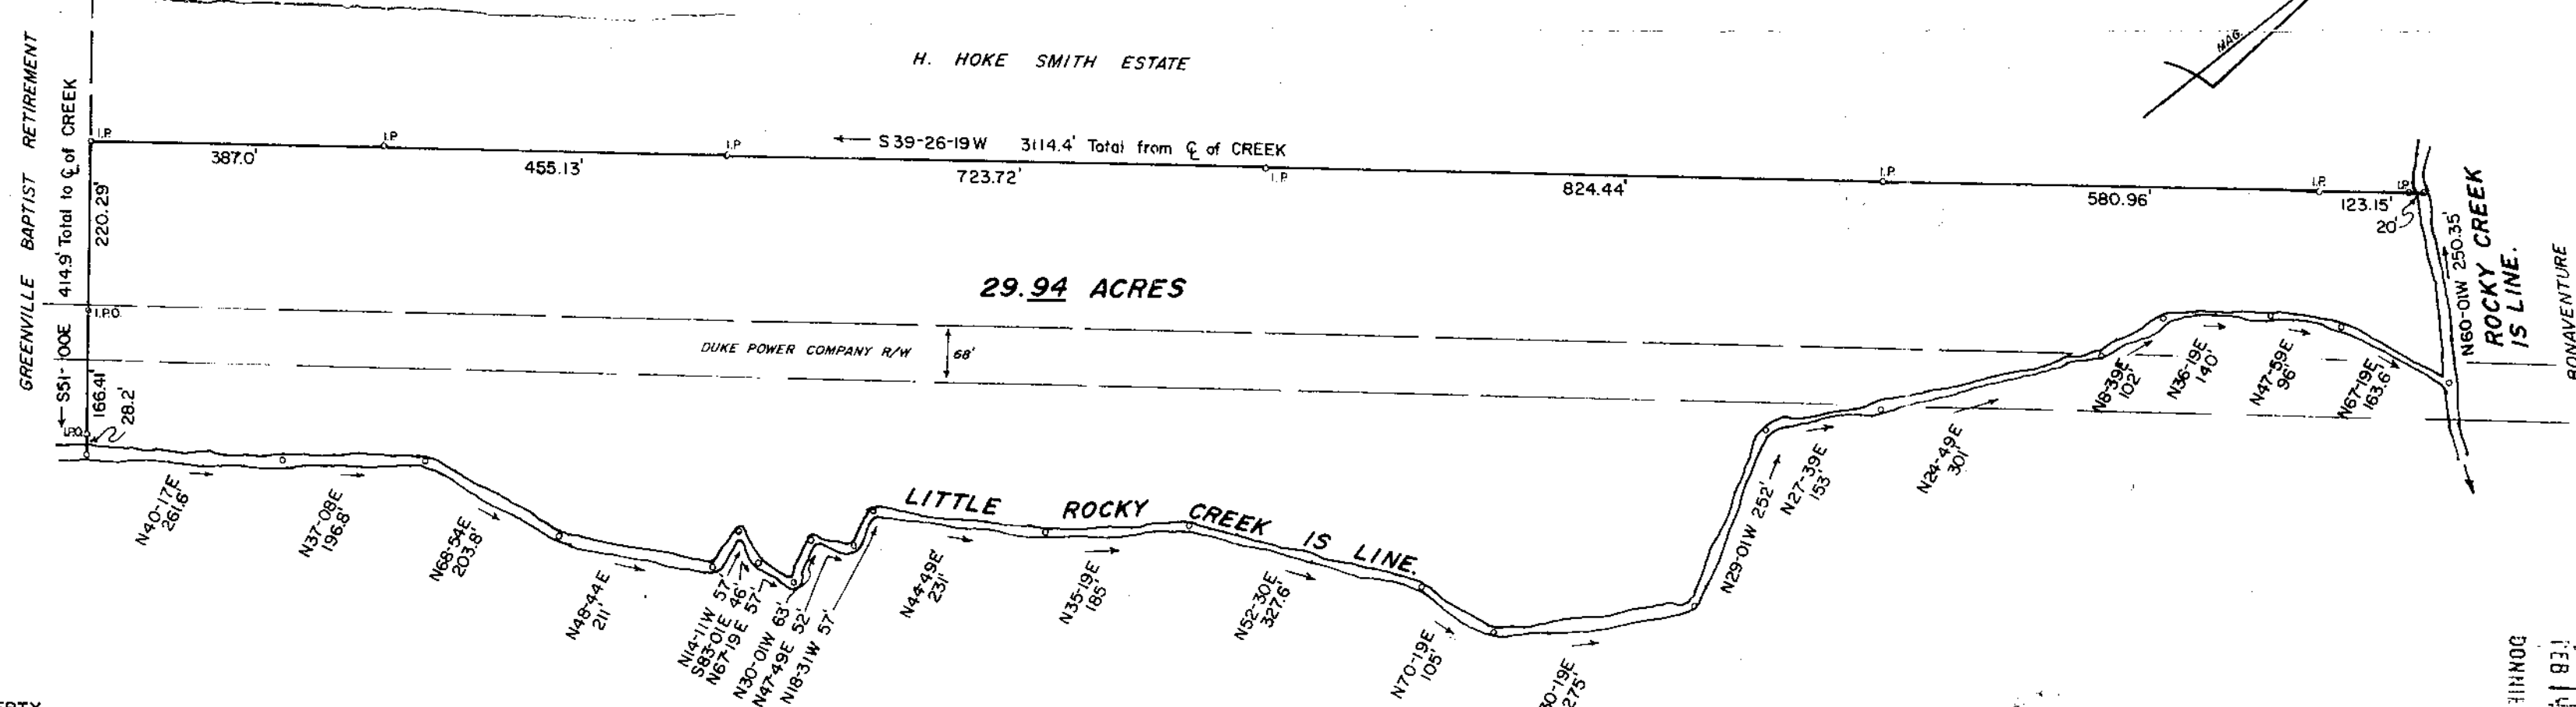 MAG.
H. HOKE SMITH ESTATE
GREENVILLE BAPTIST RETIREMENT
S51-00E 414.9' Total to ℄ of CREEK
220.29'
166.41
28.2'
I.P.
I.P.
I.P.
I.P.
I.P.
I.P.
I.P.
I.P.O.
I.P.O.
S39-26-19W 3114.4' Total from ℄ of CREEK
387.0'
455.13'
723.72'
824.44'
580.96'
123.15'
20'
N60-01W 250.35'
ROCKY CREEK
IS LINE.
BONAVENTURE
29.94 ACRES
DUKE POWER COMPANY R/W
68'
LITTLE ROCKY CREEK IS LINE.
N40-17E
261.6'
N37-08E
196.8'
N68-54E
203.8'
N48-44E
211'
N14-11W 57'
S83-01E 46'
N67-19E 57'
N30-01W 63'
N47-49E 52'
N18-31W 57'
N44-49E
231'
N35-19E
185'
N52-30E
327.6'
N70-19E
105'
30-19E
275'
N29-01W 252'
N27-39E
153'
N24-49E
301'
N8-39E
102'
N36-19E
140'
N47-59E
96'
N67-19E
163.6'
FEB
DONNIE